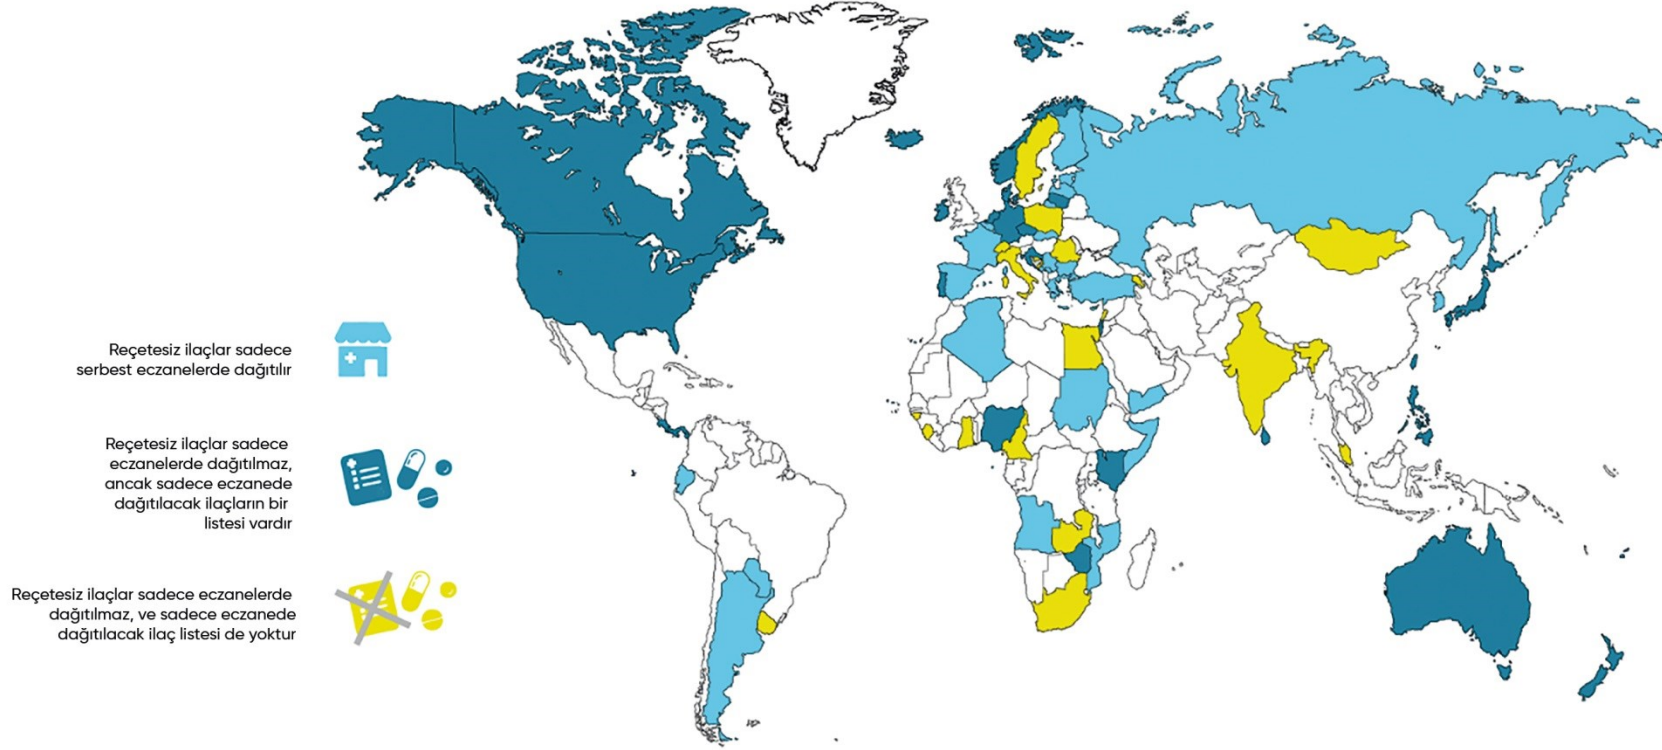 Reçetesiz ilaçlar sadece
serbest eczanelerde dağıtılır
Reçetesiz ilaçlar sadece
eczanelerde dağıtılmaz,
ancak sadece eczanede
dağıtılacak ilaçların bir
listesi vardır
Reçetesiz ilaçlar sadece eczanelerde
dağıtılmaz, ve sadece eczanede
dağıtılacak ilaç listesi de yoktur